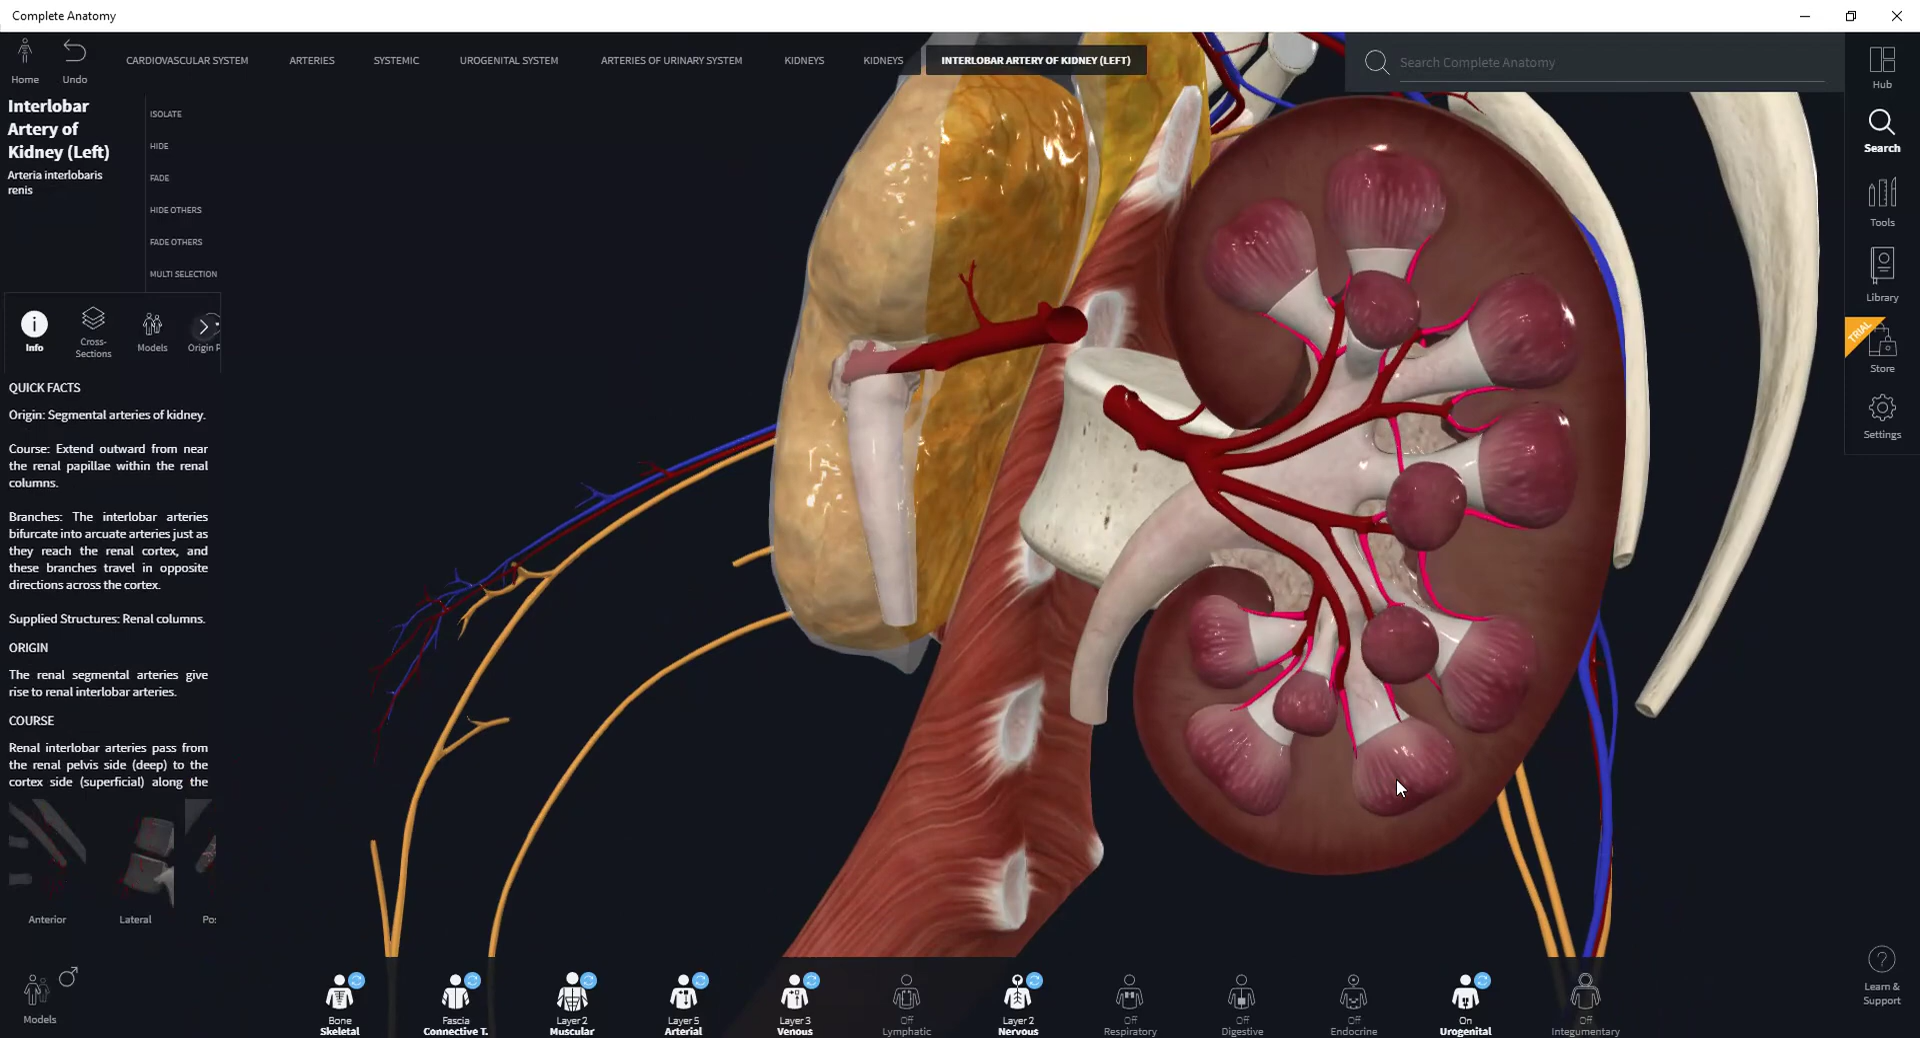 Complete Anatomy
Home
Undo
CARDIOVASCULAR SYSTEM
ARTERIES
SYSTEMIC
UROGENITAL SYSTEM
ARTERIES OF URINARY SYSTEM
KIDNEYS
KIDNEYS
INTERLOBAR ARTERY OF KIDNEY (LEFT)
Search Complete Anatomy
Hub
Search
Tools
Library
TRIAL
Store
Settings
Interlobar
Artery of
Kidney (Left)
Arteria interlobaris
renis
ISOLATE
HIDE
FADE
HIDE OTHERS
FADE OTHERS
MULTI SELECTION
Info
Cross-
Sections
Models
Origin P
QUICK FACTS
Origin: Segmental arteries of kidney.
Course: Extend outward from near
the renal papillae within the renal
columns.
Branches: The interlobar arteries
bifurcate into arcuate arteries just as
they reach the renal cortex, and
these branches travel in opposite
directions across the cortex.
Supplied Structures: Renal columns.
ORIGIN
The renal segmental arteries give
rise to renal interlobar arteries.
COURSE
Renal interlobar arteries pass from
the renal pelvis side (deep) to the
cortex side (superficial) along the
Anterior
Lateral
Pos
Models
Bone
Skeletal
Fascia
Connective T.
Layer 2
Muscular
Layer 5
Arterial
Layer 3
Venous
Off
Lymphatic
Layer 2
Nervous
Off
Respiratory
Off
Digestive
Off
Endocrine
On
Urogenital
Off
Integumentary
Learn &
Support